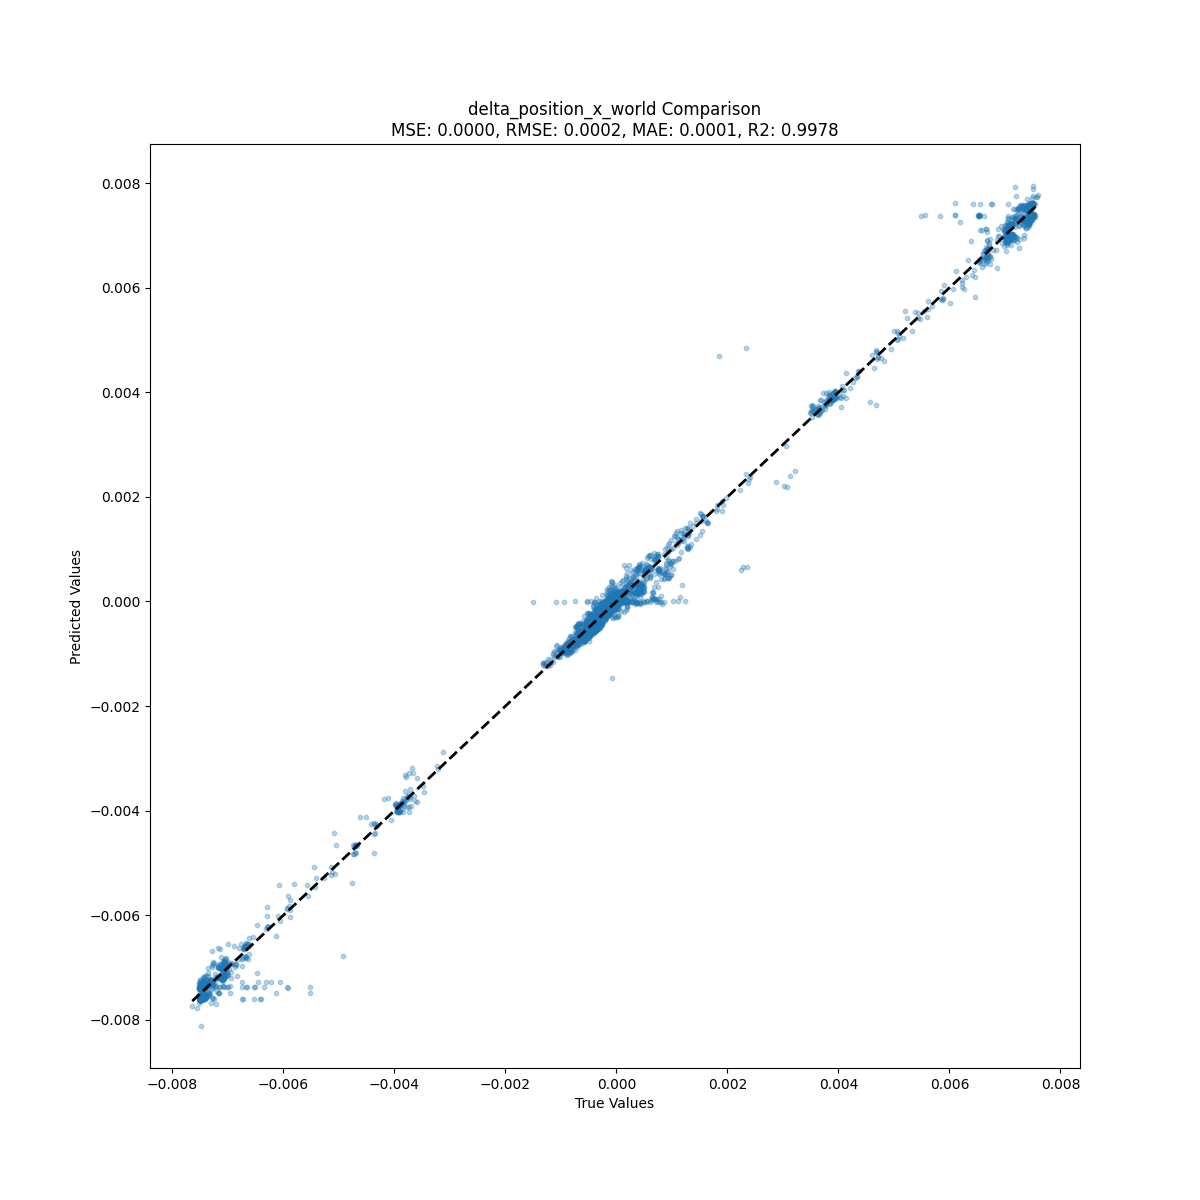 delta_position_x_world Comparison
MSE: 0.0000, RMSE: 0.0002, MAE: 0.0001, R2: 0.9978
0.008
0.006
0.004
0.002
0.000
−0.002
−0.004
−0.006
−0.008
Predicted Values
−0.008 −0.006 −0.004 −0.002 0.000 0.002 0.004 0.006 0.008
True Values